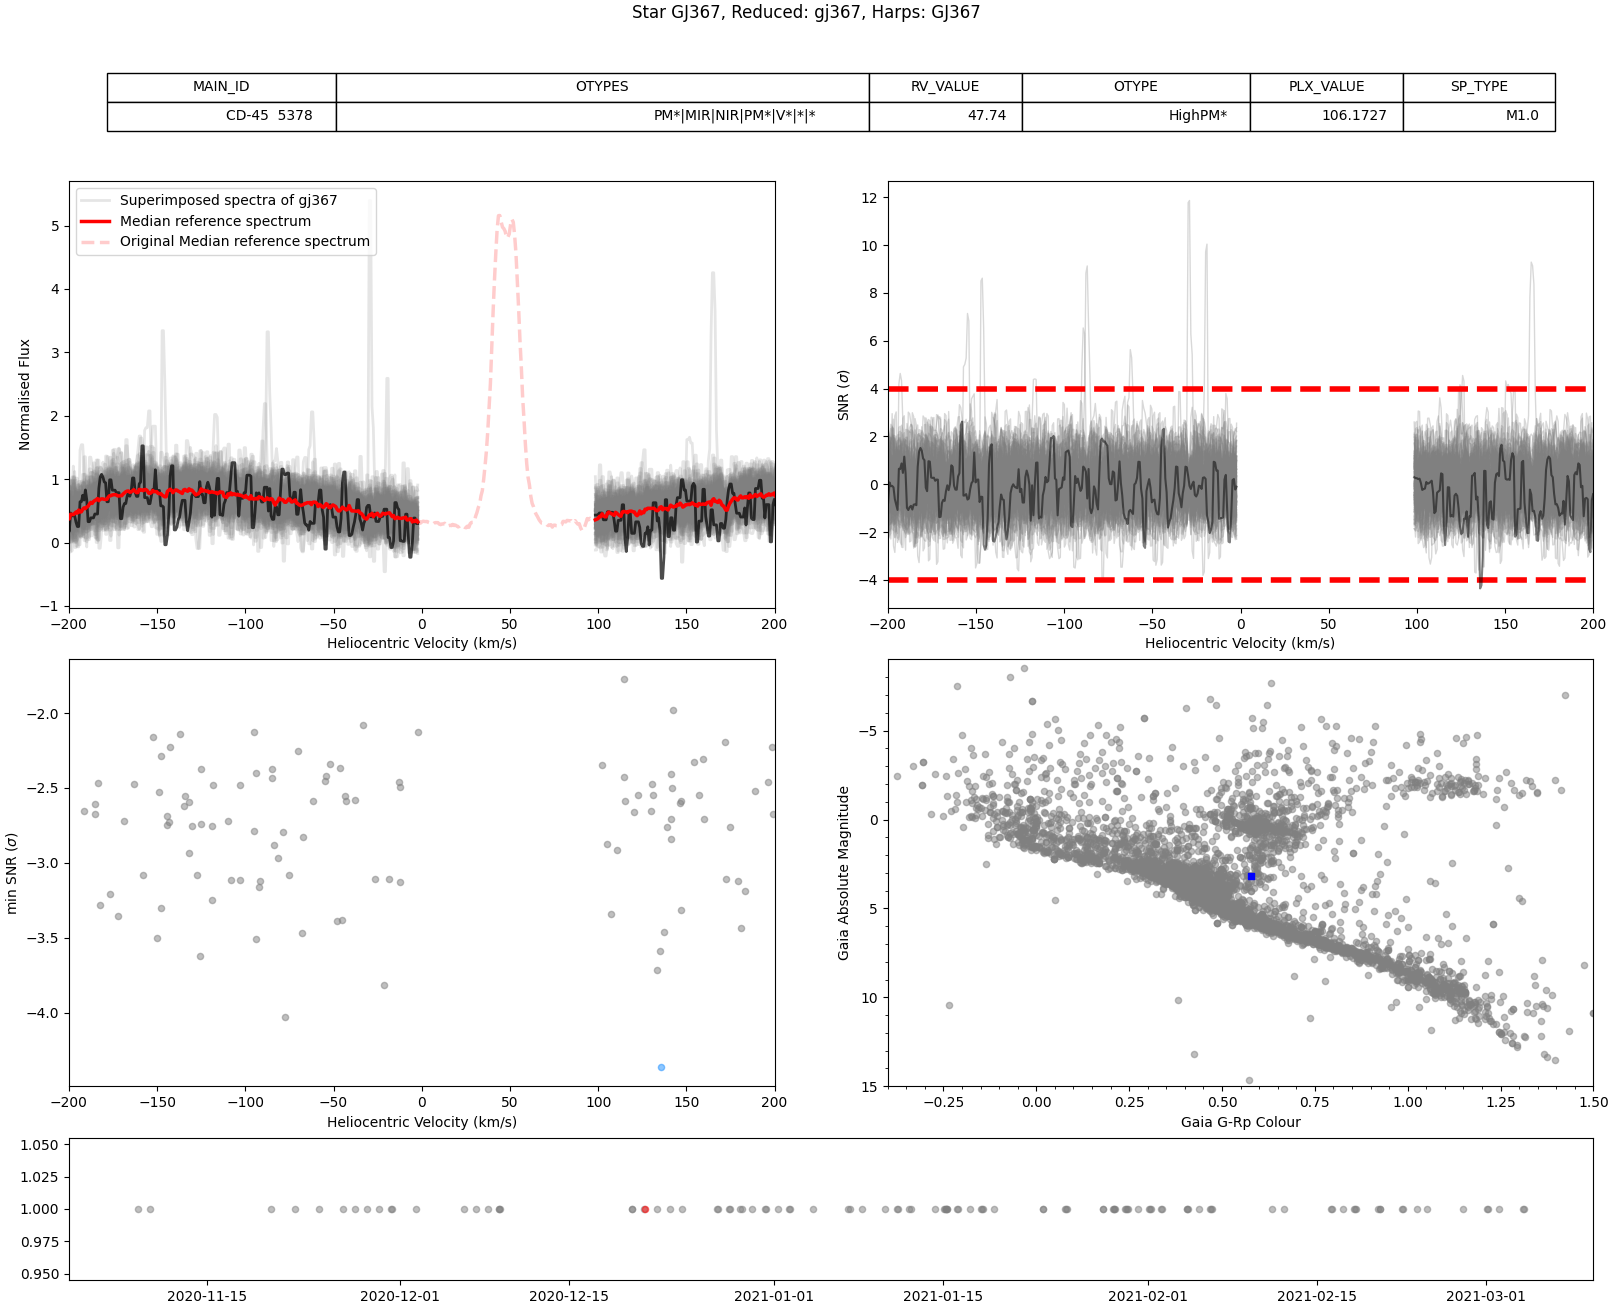 Star GJ367, Reduced: gj367, Harps: GJ367
MAIN_ID OTYPES RV_VALUE OTYPE PLX_VALUE SP_TYPE
CD-45  5378 PM*|MIR|NIR|PM*|V*|*|* 47.74 HighPM* 106.1727 M1.0
Superimposed spectra of gj367
Median reference spectrum
Original Median reference spectrum
Normalised Flux
5
4
3
2
1
0
−1
−200 −150 −100 −50 0 50 100 150 200
Heliocentric Velocity (km/s)
SNR (σ)
12
10
8
6
4
2
0
−2
−4
−200 −150 −100 −50 0 50 100 150 200
Heliocentric Velocity (km/s)
min SNR (σ)
−2.0
−2.5
−3.0
−3.5
−4.0
−200 −150 −100 −50 0 50 100 150 200
Heliocentric Velocity (km/s)
Gaia Absolute Magnitude
−5
0
5
10
15
−0.25 0.00 0.25 0.50 0.75 1.00 1.25 1.50
Gaia G-Rp Colour
1.050
1.025
1.000
0.975
0.950
2020-11-15 2020-12-01 2020-12-15 2021-01-01 2021-01-15 2021-02-01 2021-02-15 2021-03-01